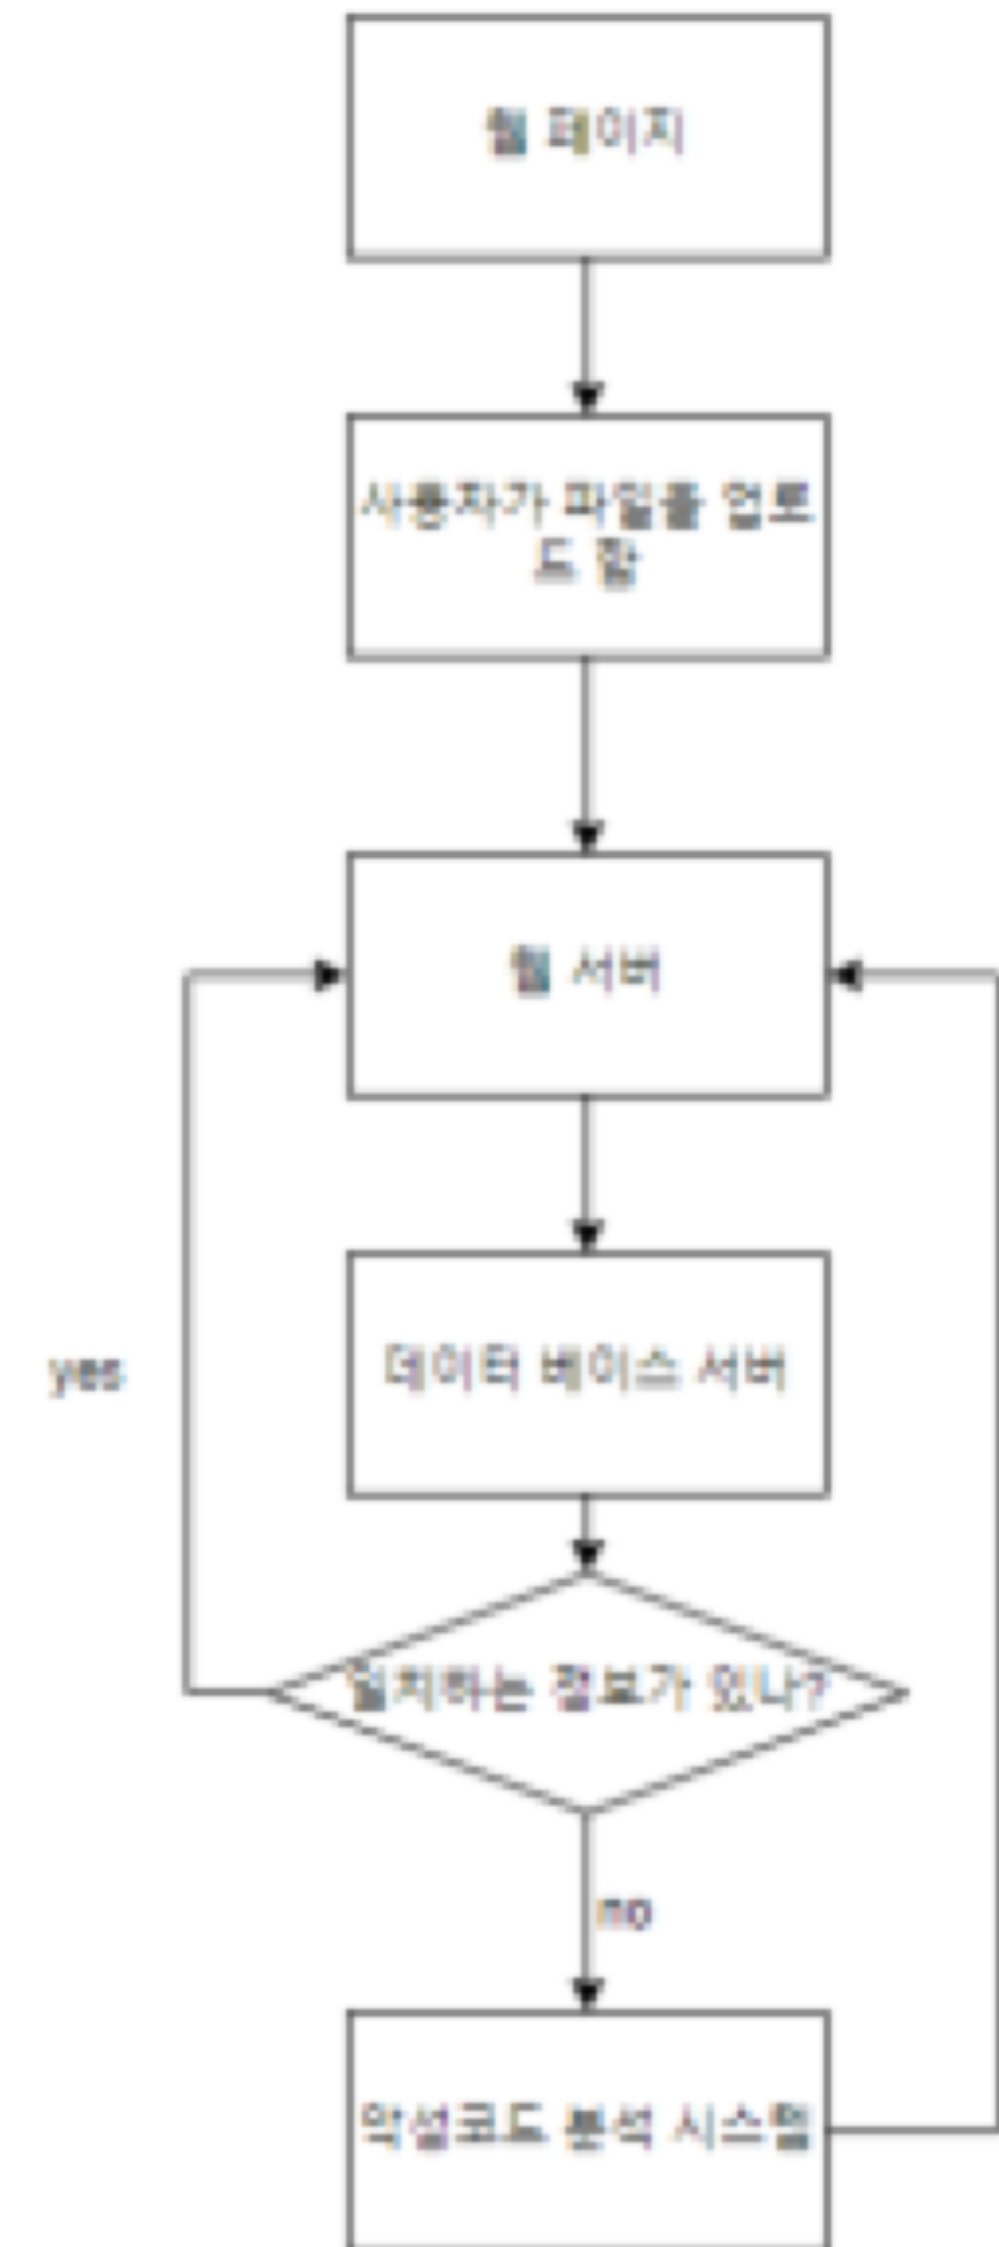 웹 페이지
사용자가 파일을 업로
드 함
웹 서버
데이터 베이스 서버
yes
일치하는 정보가 있나?
no
악성코드 분석 시스템